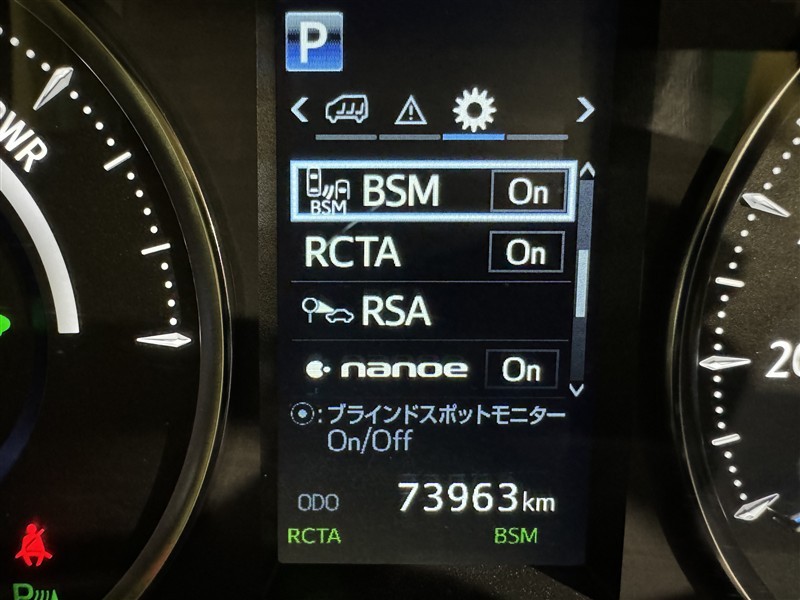 P
PWR
BSM
BSM On
RCTA On
RSA
nanoe On
:ブラインドスポットモニター
On/Off
ODO 73963km
RCTA BSM
P
20